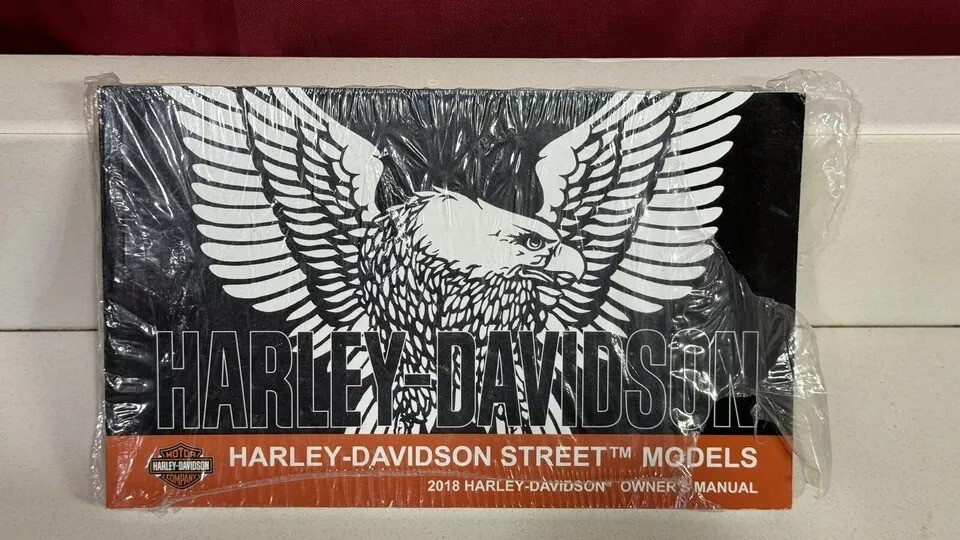 HARLEY-DAVIDSON
MOTOR
HARLEY-DAVIDSON
COMPANY
HARLEY-DAVIDSON STREET™ MODELS
2018 HARLEY-DAVIDSON® OWNER'S MANUAL